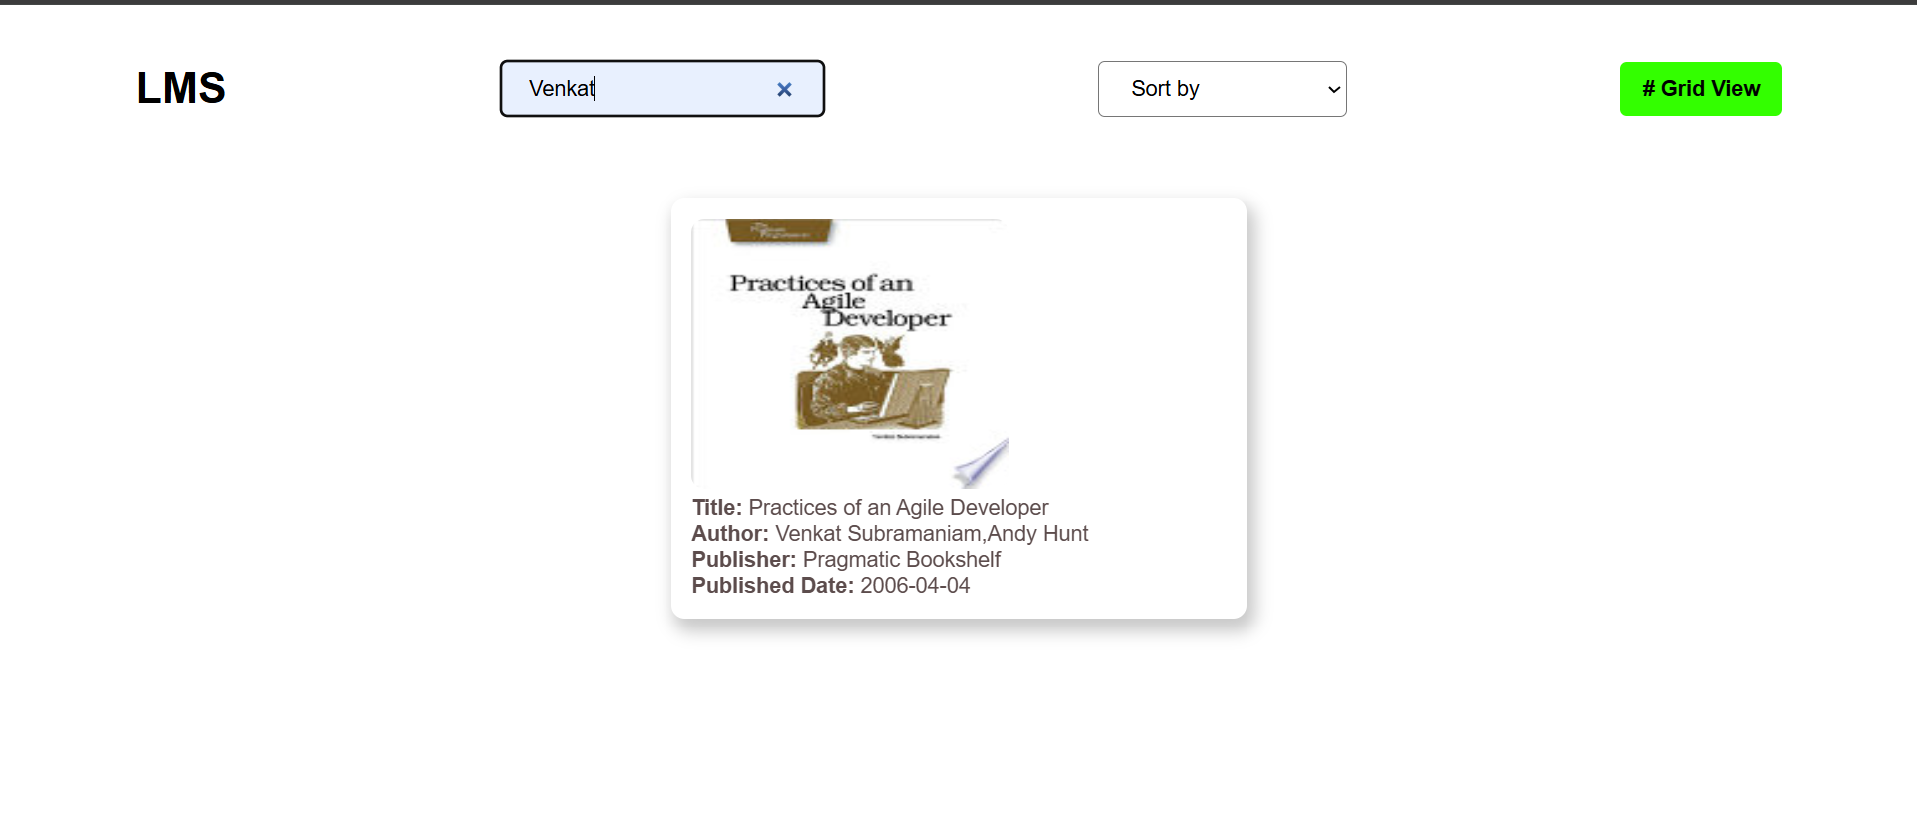 LMS
Venkat
Sort by
# Grid View
Practices of an
Agile
Developer
Title: Practices of an Agile Developer
Author: Venkat Subramaniam,Andy Hunt
Publisher: Pragmatic Bookshelf
Published Date: 2006-04-04